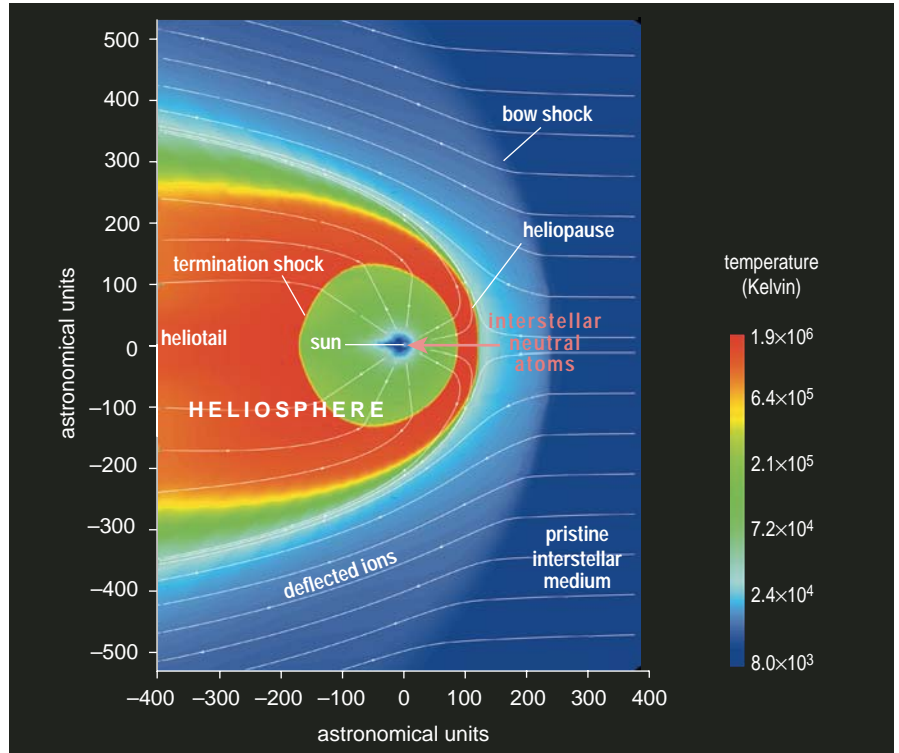 500
400
300
200
100
0
–100
–200
–300
–400
–500
astronomical units
bow shock
heliopause
termination shock
interstellar
neutral
atoms
sun
heliotail
HELIOSPHERE
deflected ions
pristine
interstellar
medium
–400 –300 –200 –100 0 100 200 300 400
astronomical units
temperature
(Kelvin)
1.9×10⁶
6.4×10⁵
2.1×10⁵
7.2×10⁴
2.4×10⁴
8.0×10³